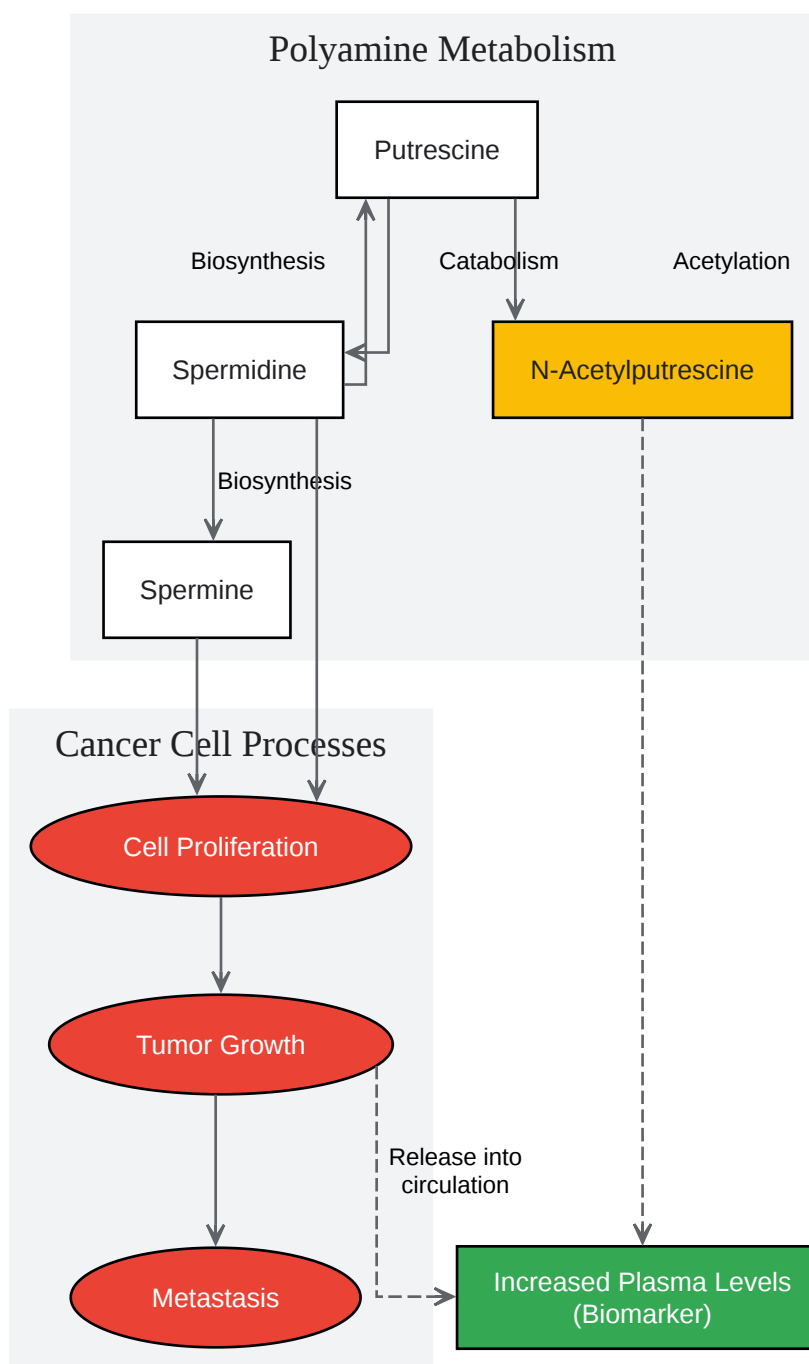 Polyamine Metabolism
Putrescine
Biosynthesis
Catabolism
Acetylation
Spermidine
N-Acetylputrescine
Biosynthesis
Spermine
Cancer Cell Processes
Cell Proliferation
Tumor Growth
Release into
circulation
Metastasis
Increased Plasma Levels
(Biomarker)